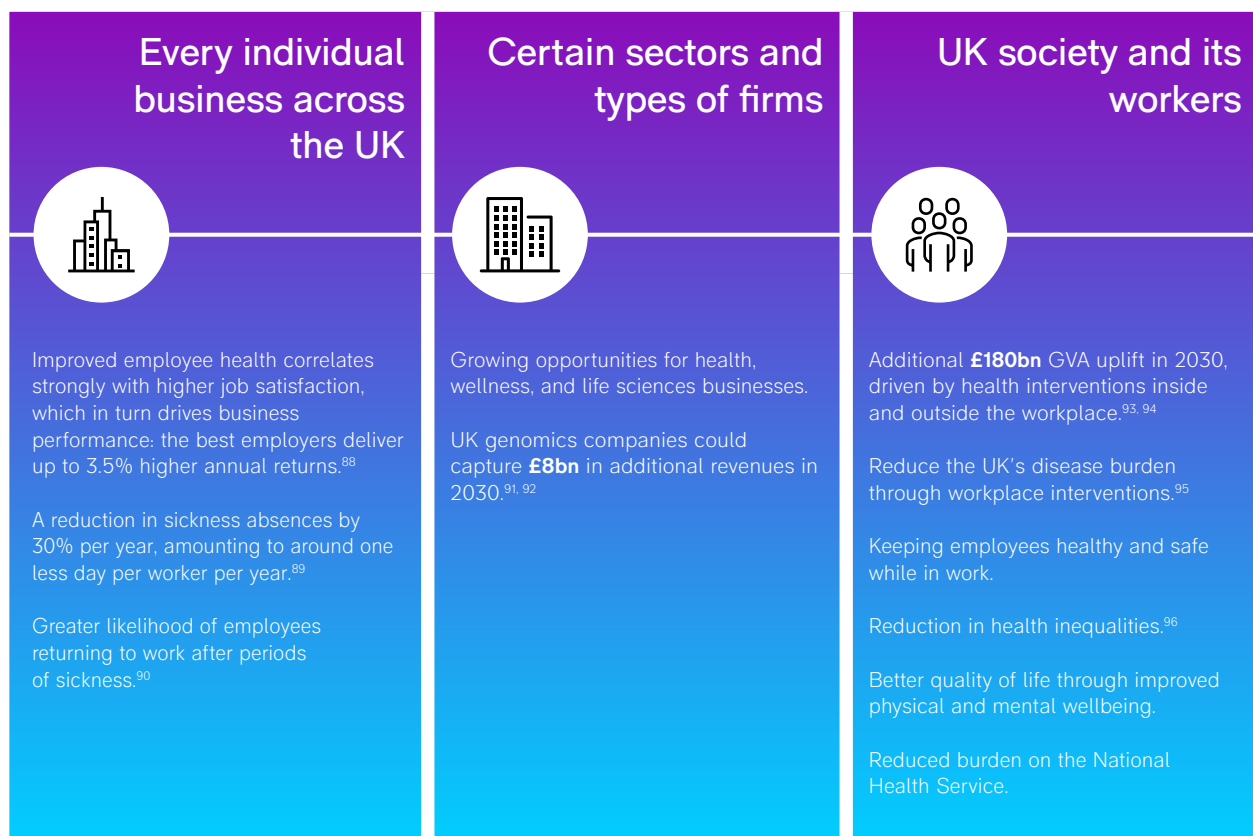 Every individual
business across
the UK
Improved employee health correlates
strongly with higher job satisfaction,
which in turn drives business
performance: the best employers deliver
up to 3.5% higher annual returns.88
A reduction in sickness absences by
30% per year, amounting to around one
less day per worker per year.89
Greater likelihood of employees
returning to work after periods
of sickness.90
Certain sectors and
types of firms
Growing opportunities for health,
wellness, and life sciences businesses.
UK genomics companies could
capture £8bn in additional revenues in
2030.91, 92
UK society and its
workers
Additional £180bn GVA uplift in 2030,
driven by health interventions inside
and outside the workplace.93, 94
Reduce the UK's disease burden
through workplace interventions.95
Keeping employees healthy and safe
while in work.
Reduction in health inequalities.96
Better quality of life through improved
physical and mental wellbeing.
Reduced burden on the National
Health Service.